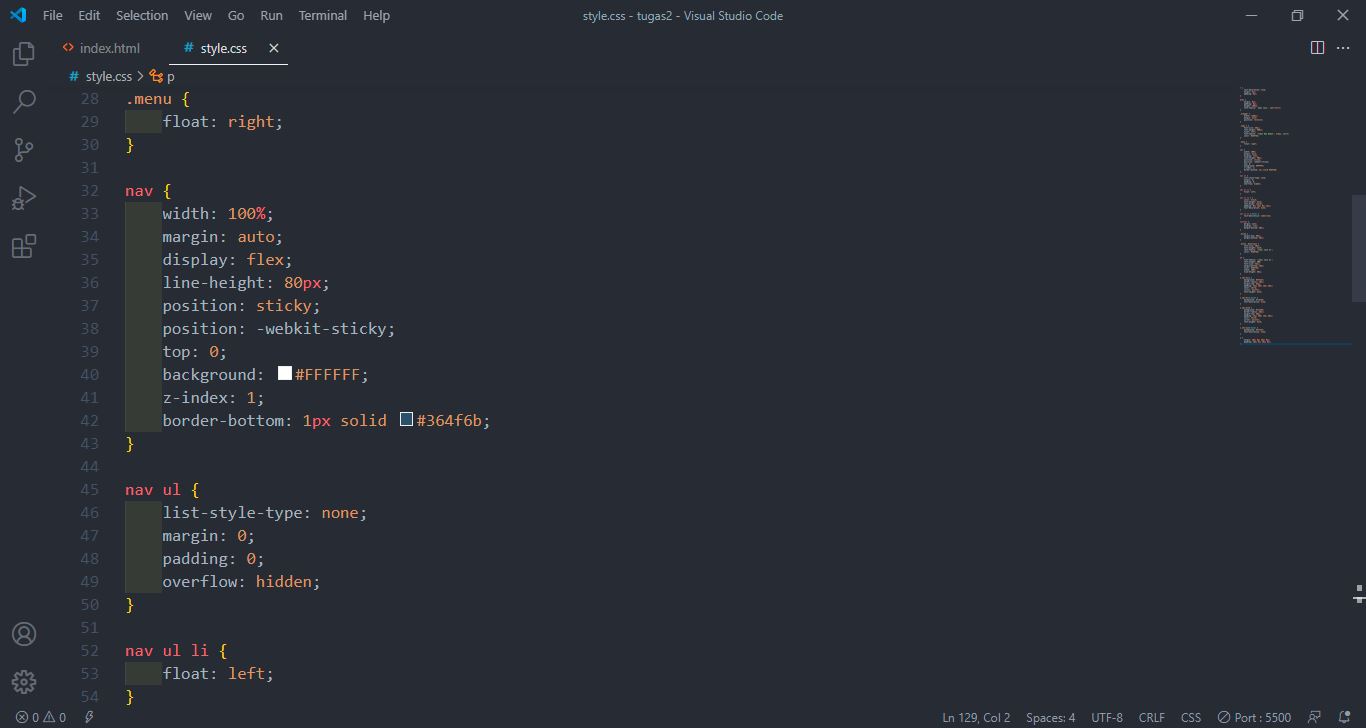 File Edit Selection View Go Run Terminal Help style.css - tugas2 - Visual Studio Code
index.html # style.css
# style.css > p
28 .menu {
29 float: right;
30 }
31
32 nav {
33 width: 100%;
34 margin: auto;
35 display: flex;
36 line-height: 80px;
37 position: sticky;
38 position: -webkit-sticky;
39 top: 0;
40 background: #FFFFFF;
41 z-index: 1;
42 border-bottom: 1px solid #364f6b;
43 }
44
45 nav ul {
46 list-style-type: none;
47 margin: 0;
48 padding: 0;
49 overflow: hidden;
50 }
51
52 nav ul li {
53 float: left;
54 }
0 0 Ln 129, Col 2 Spaces: 4 UTF-8 CRLF CSS Port : 5500